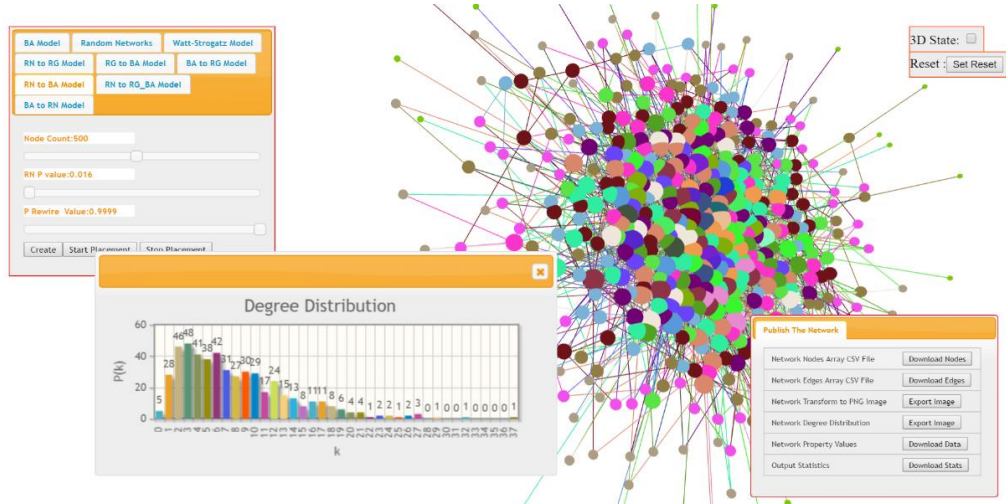 BA Model Random Networks Watt-Strogatz Model
RN to RG Model RG to BA Model BA to RG Model
RN to BA Model RN to RG_BA Model
BA to RN Model
Node Count:500
RN P value:0.016
P Rewire Value:0.9999
Create Start Placement Stop Placement
3D State:
Reset : Set Reset
Degree Distribution
P(k)
60
40
20
0
5 28 46 48 41 38 42 31 27 30 29 17 24 15 13 8 11 11 8 6 4 4 1 2 2 1 2 3 0 1 0 0 1 0 0 0 0 1
0 1 2 3 4 5 6 7 8 9 10 11 12 13 14 15 16 17 18 19 20 21 22 23 24 25 26 27 28 29 30 31 32 33 34 35 36 37
k
Publish The Network
Network Nodes Array CSV File Download Nodes
Network Edges Array CSV File Download Edges
Network Transform to PNG Image Export Image
Network Degree Distribution Export Image
Network Property Values Download Data
Output Statistics Download Stats